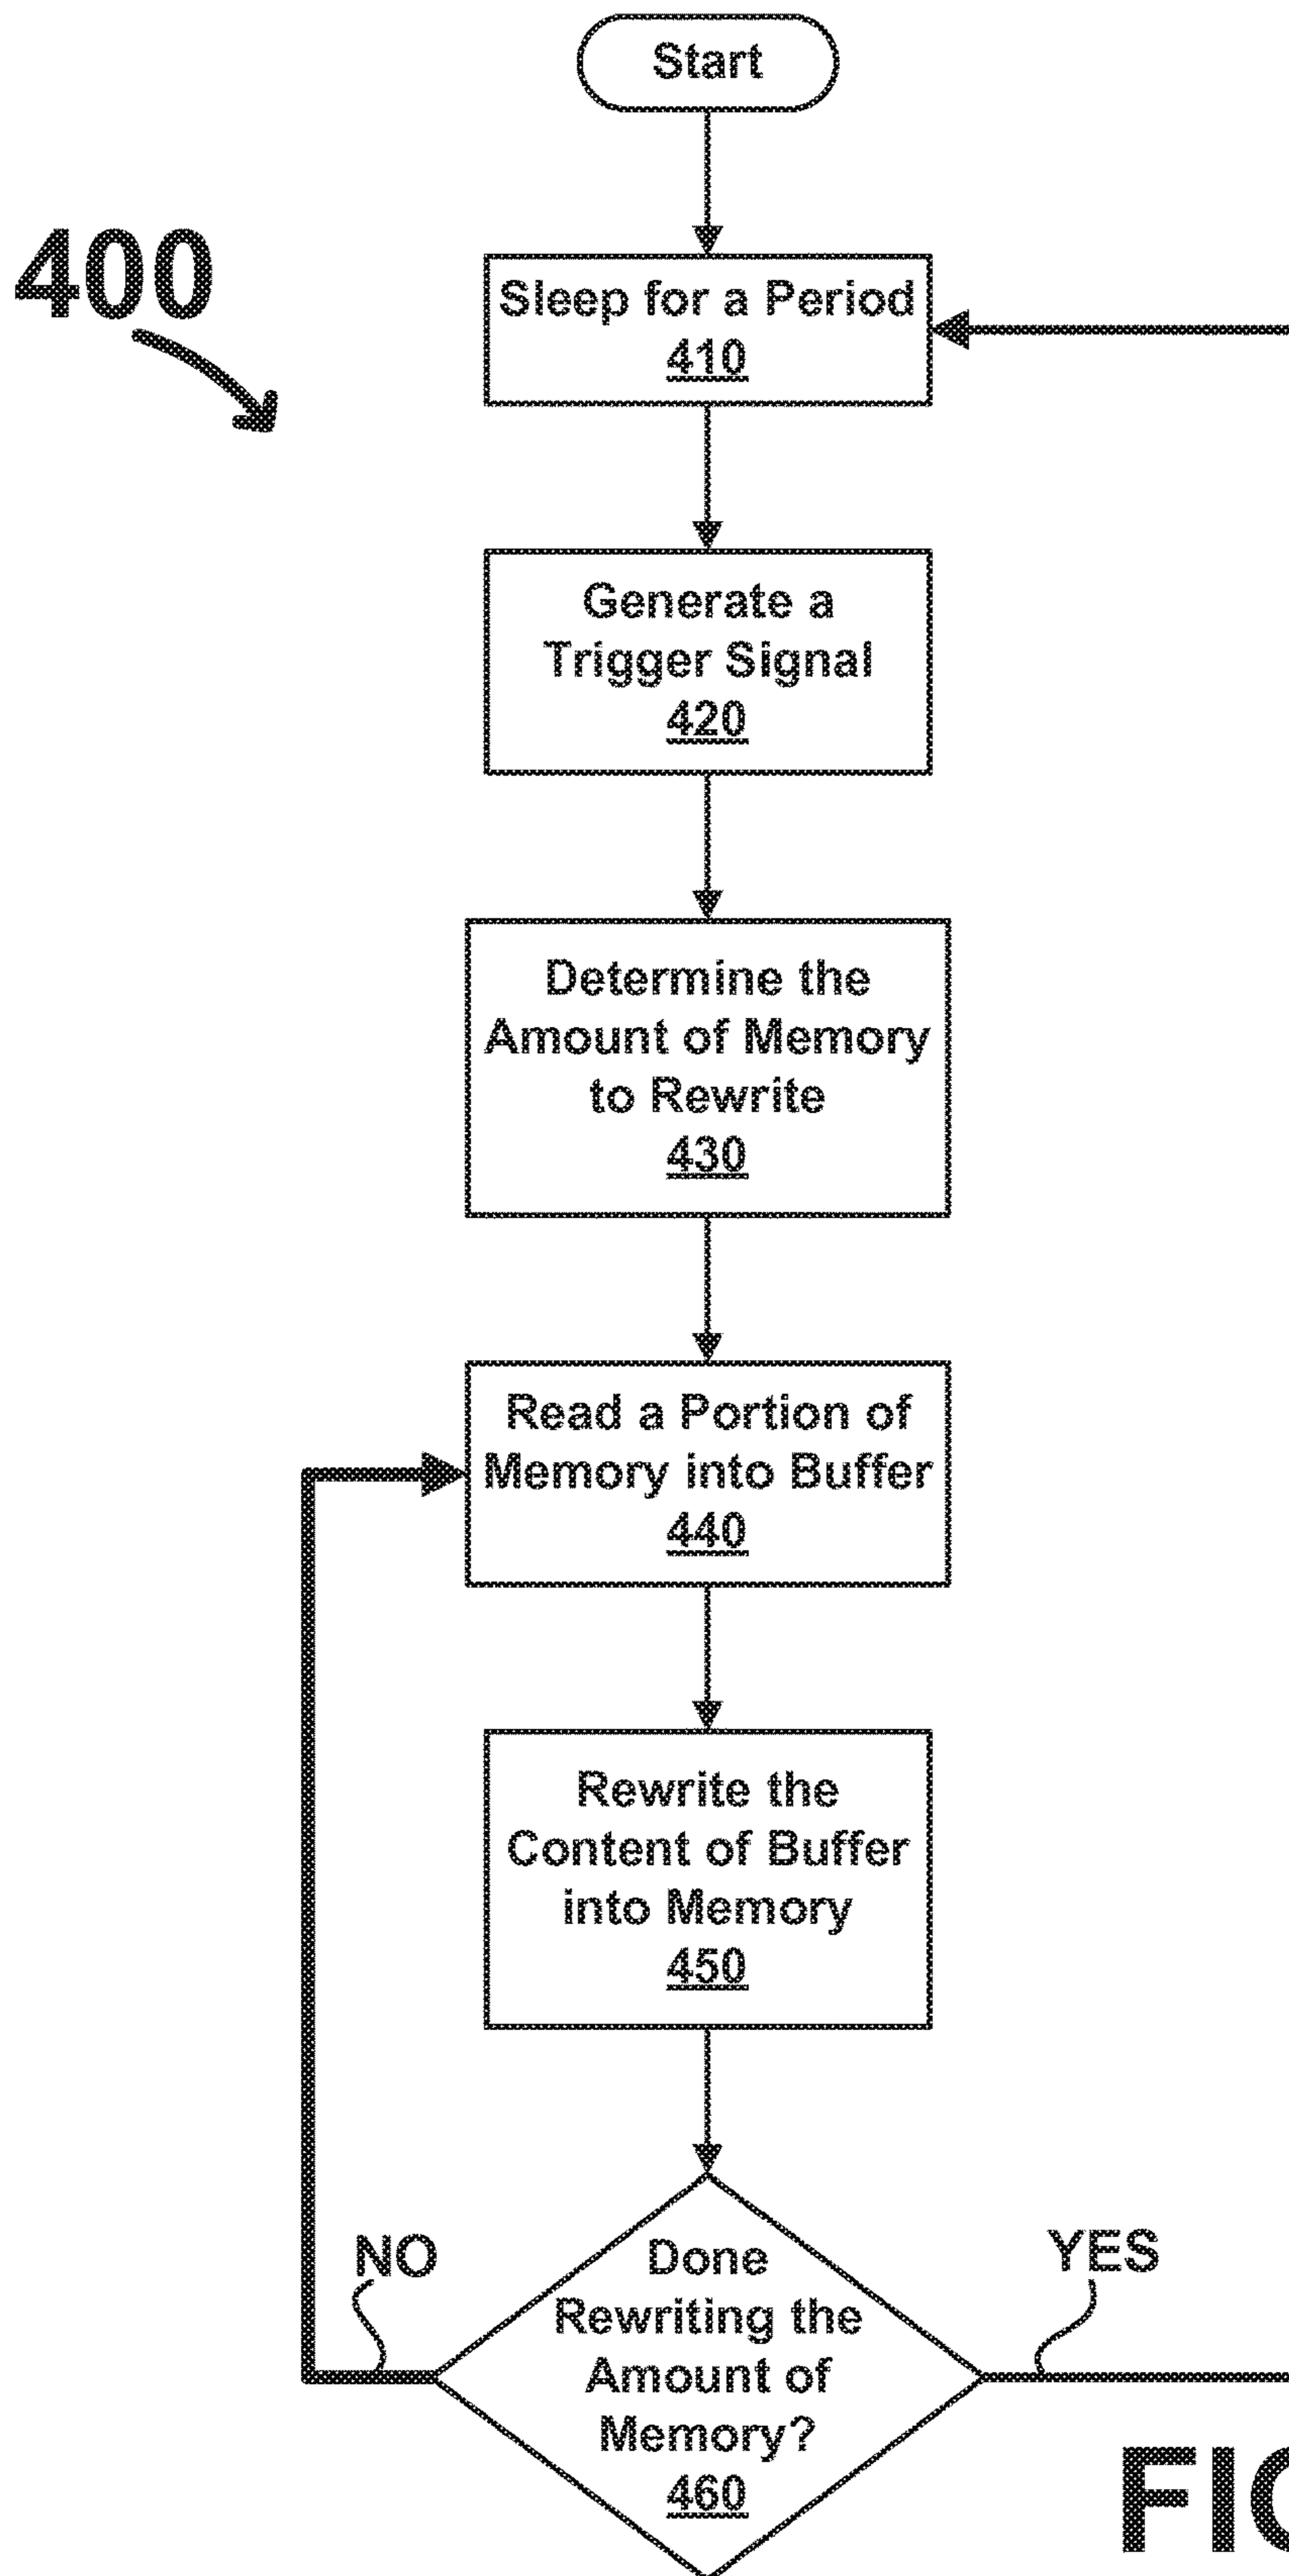 Start
400
Sleep for a Period
410
Generate a
Trigger Signal
420
Determine the
Amount of Memory
to Rewrite
430
Read a Portion of
Memory into Buffer
440
Rewrite the
Content of Buffer
into Memory
450
NO
YES
Done
Rewriting the
Amount of
Memory?
460